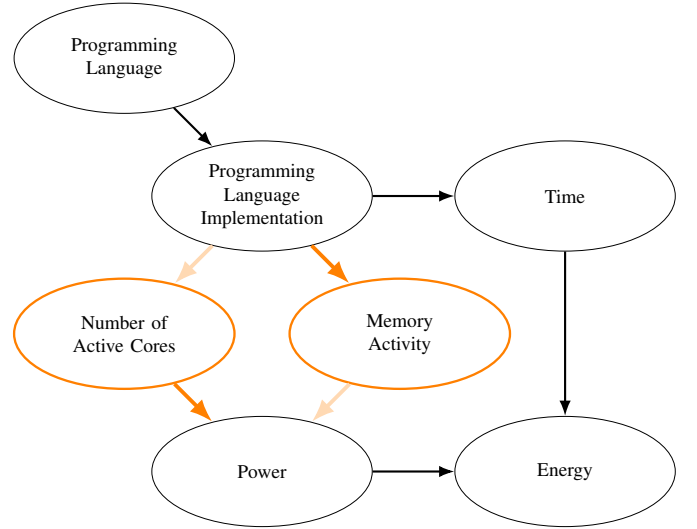 Programming
Language
Programming
Language
Implementation
Time
Number of
Active Cores
Memory
Activity
Power
Energy